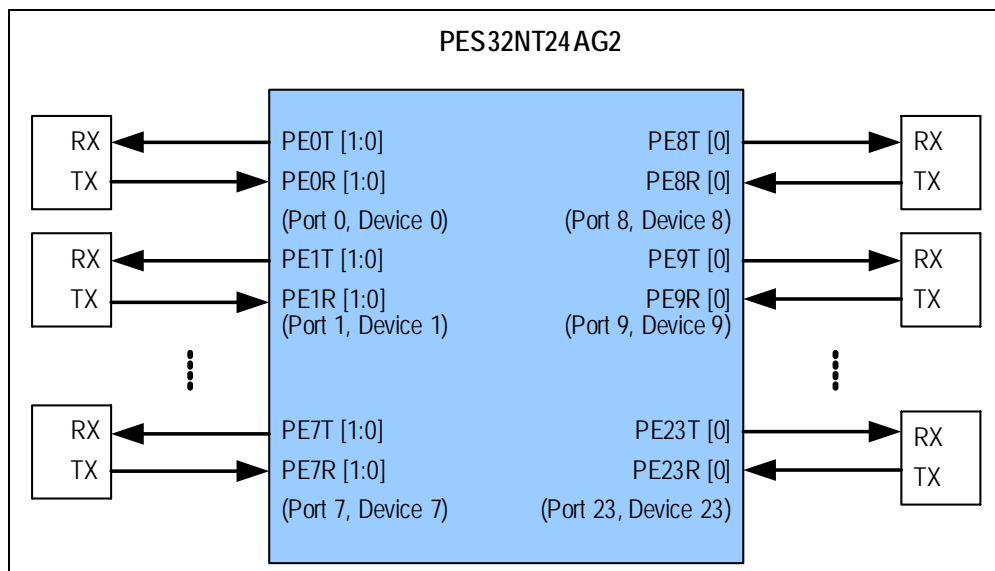 PES32NT24AG2
RX PE0T [1:0] PE8T [0] RX
TX PE0R [1:0] PE8R [0] TX
(Port 0, Device 0) (Port 8, Device 8)
RX PE1T [1:0] PE9T [0] RX
TX PE1R [1:0] PE9R [0] TX
(Port 1, Device 1) (Port 9, Device 9)
RX PE7T [1:0] PE23T [0] RX
TX PE7R [1:0] PE23R [0] TX
(Port 7, Device 7) (Port 23, Device 23)